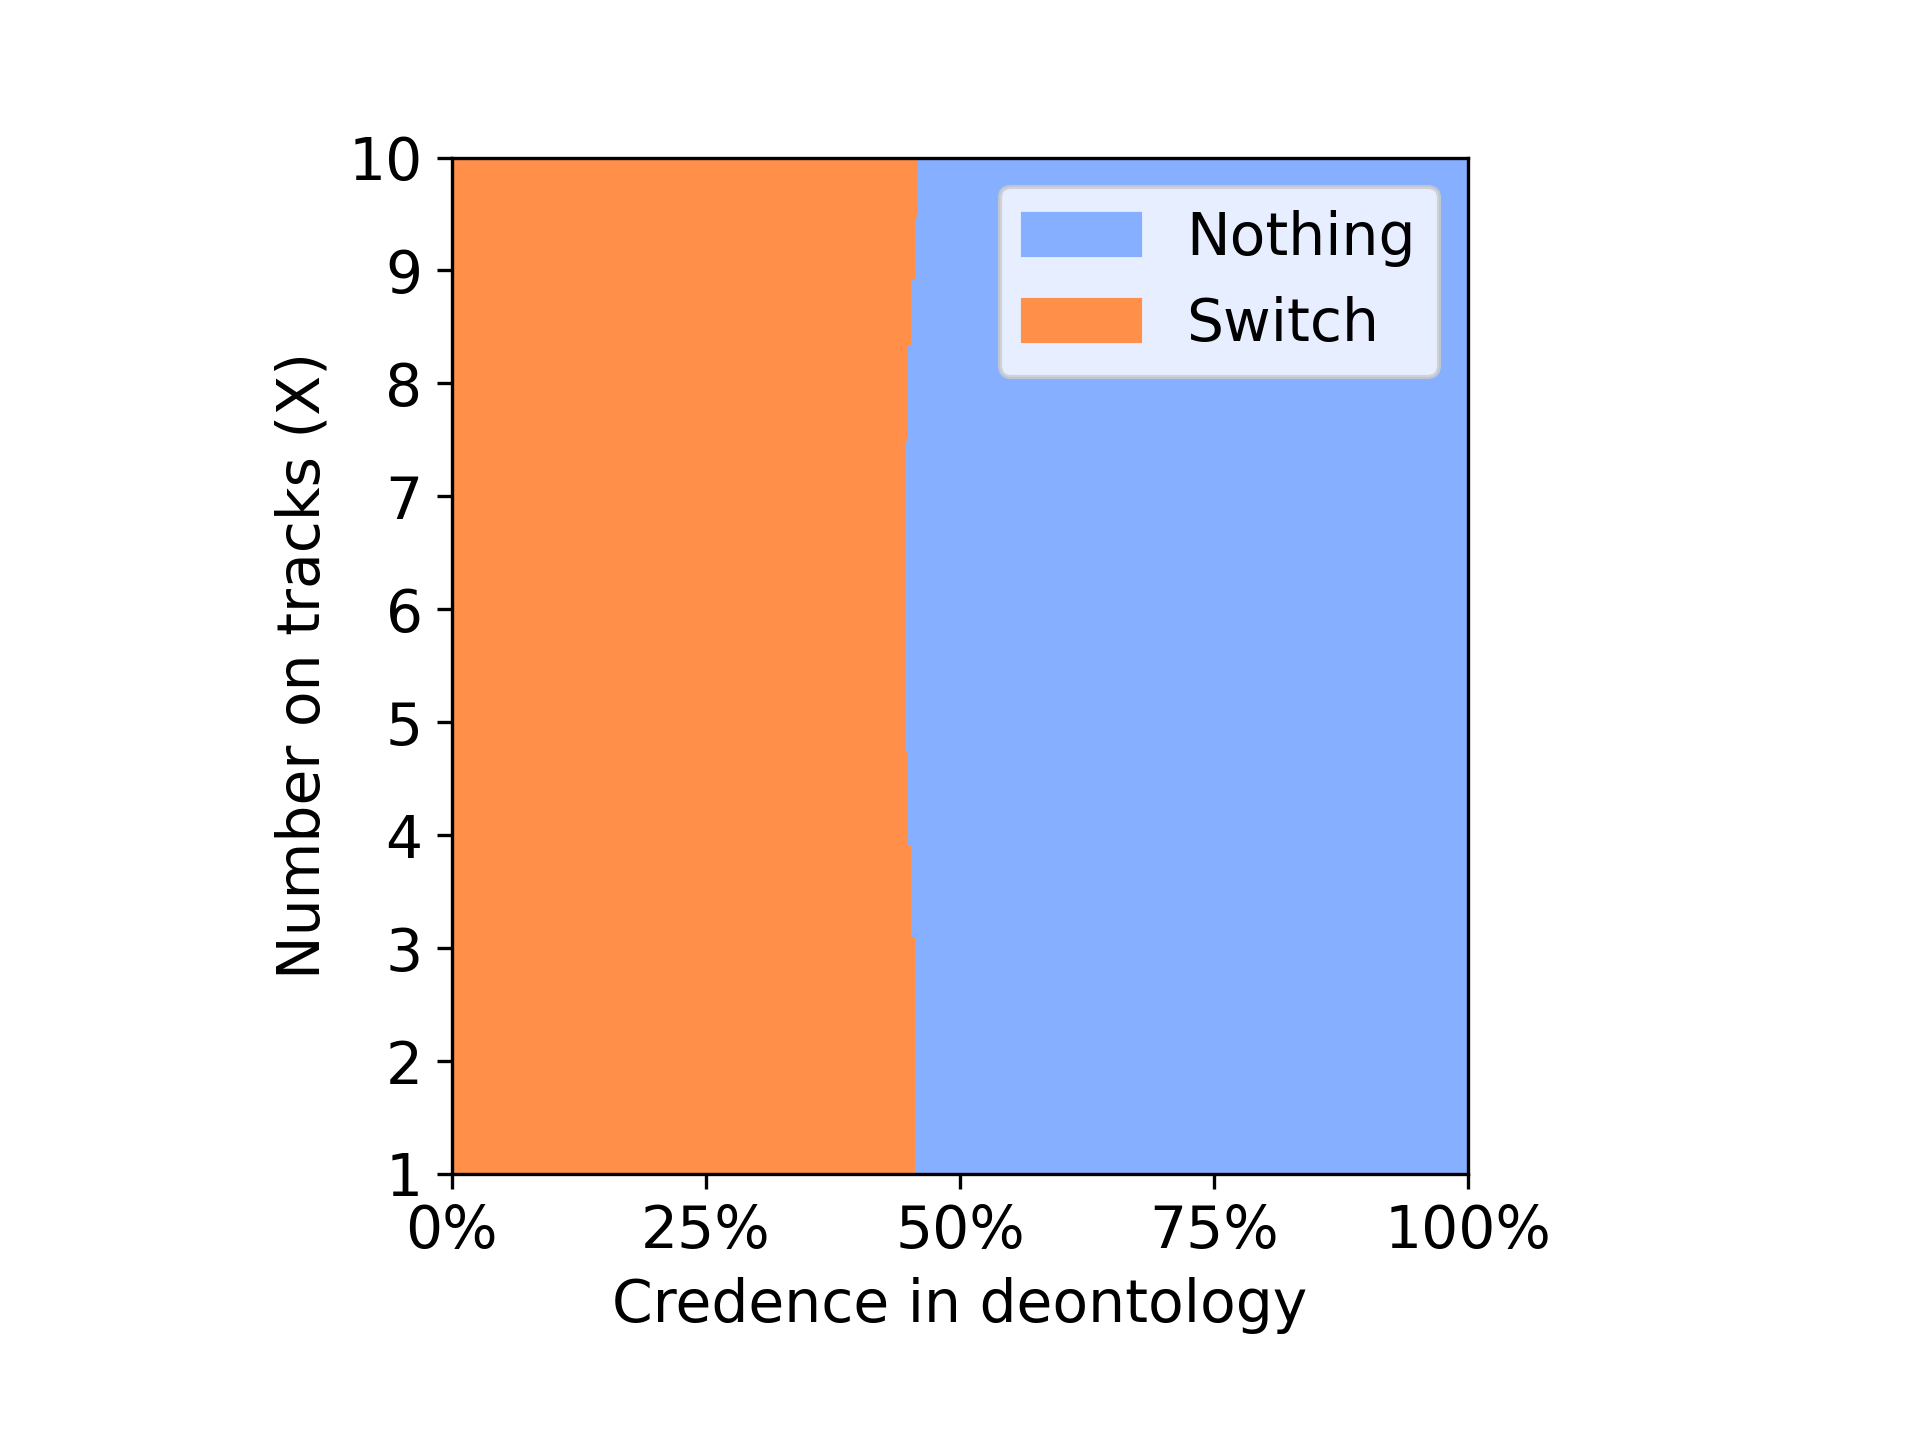 10
9
8
7
6
5
4
3
2
1
Number on tracks (X)
Nothing
Switch
0% 25% 50% 75% 100%
Credence in deontology